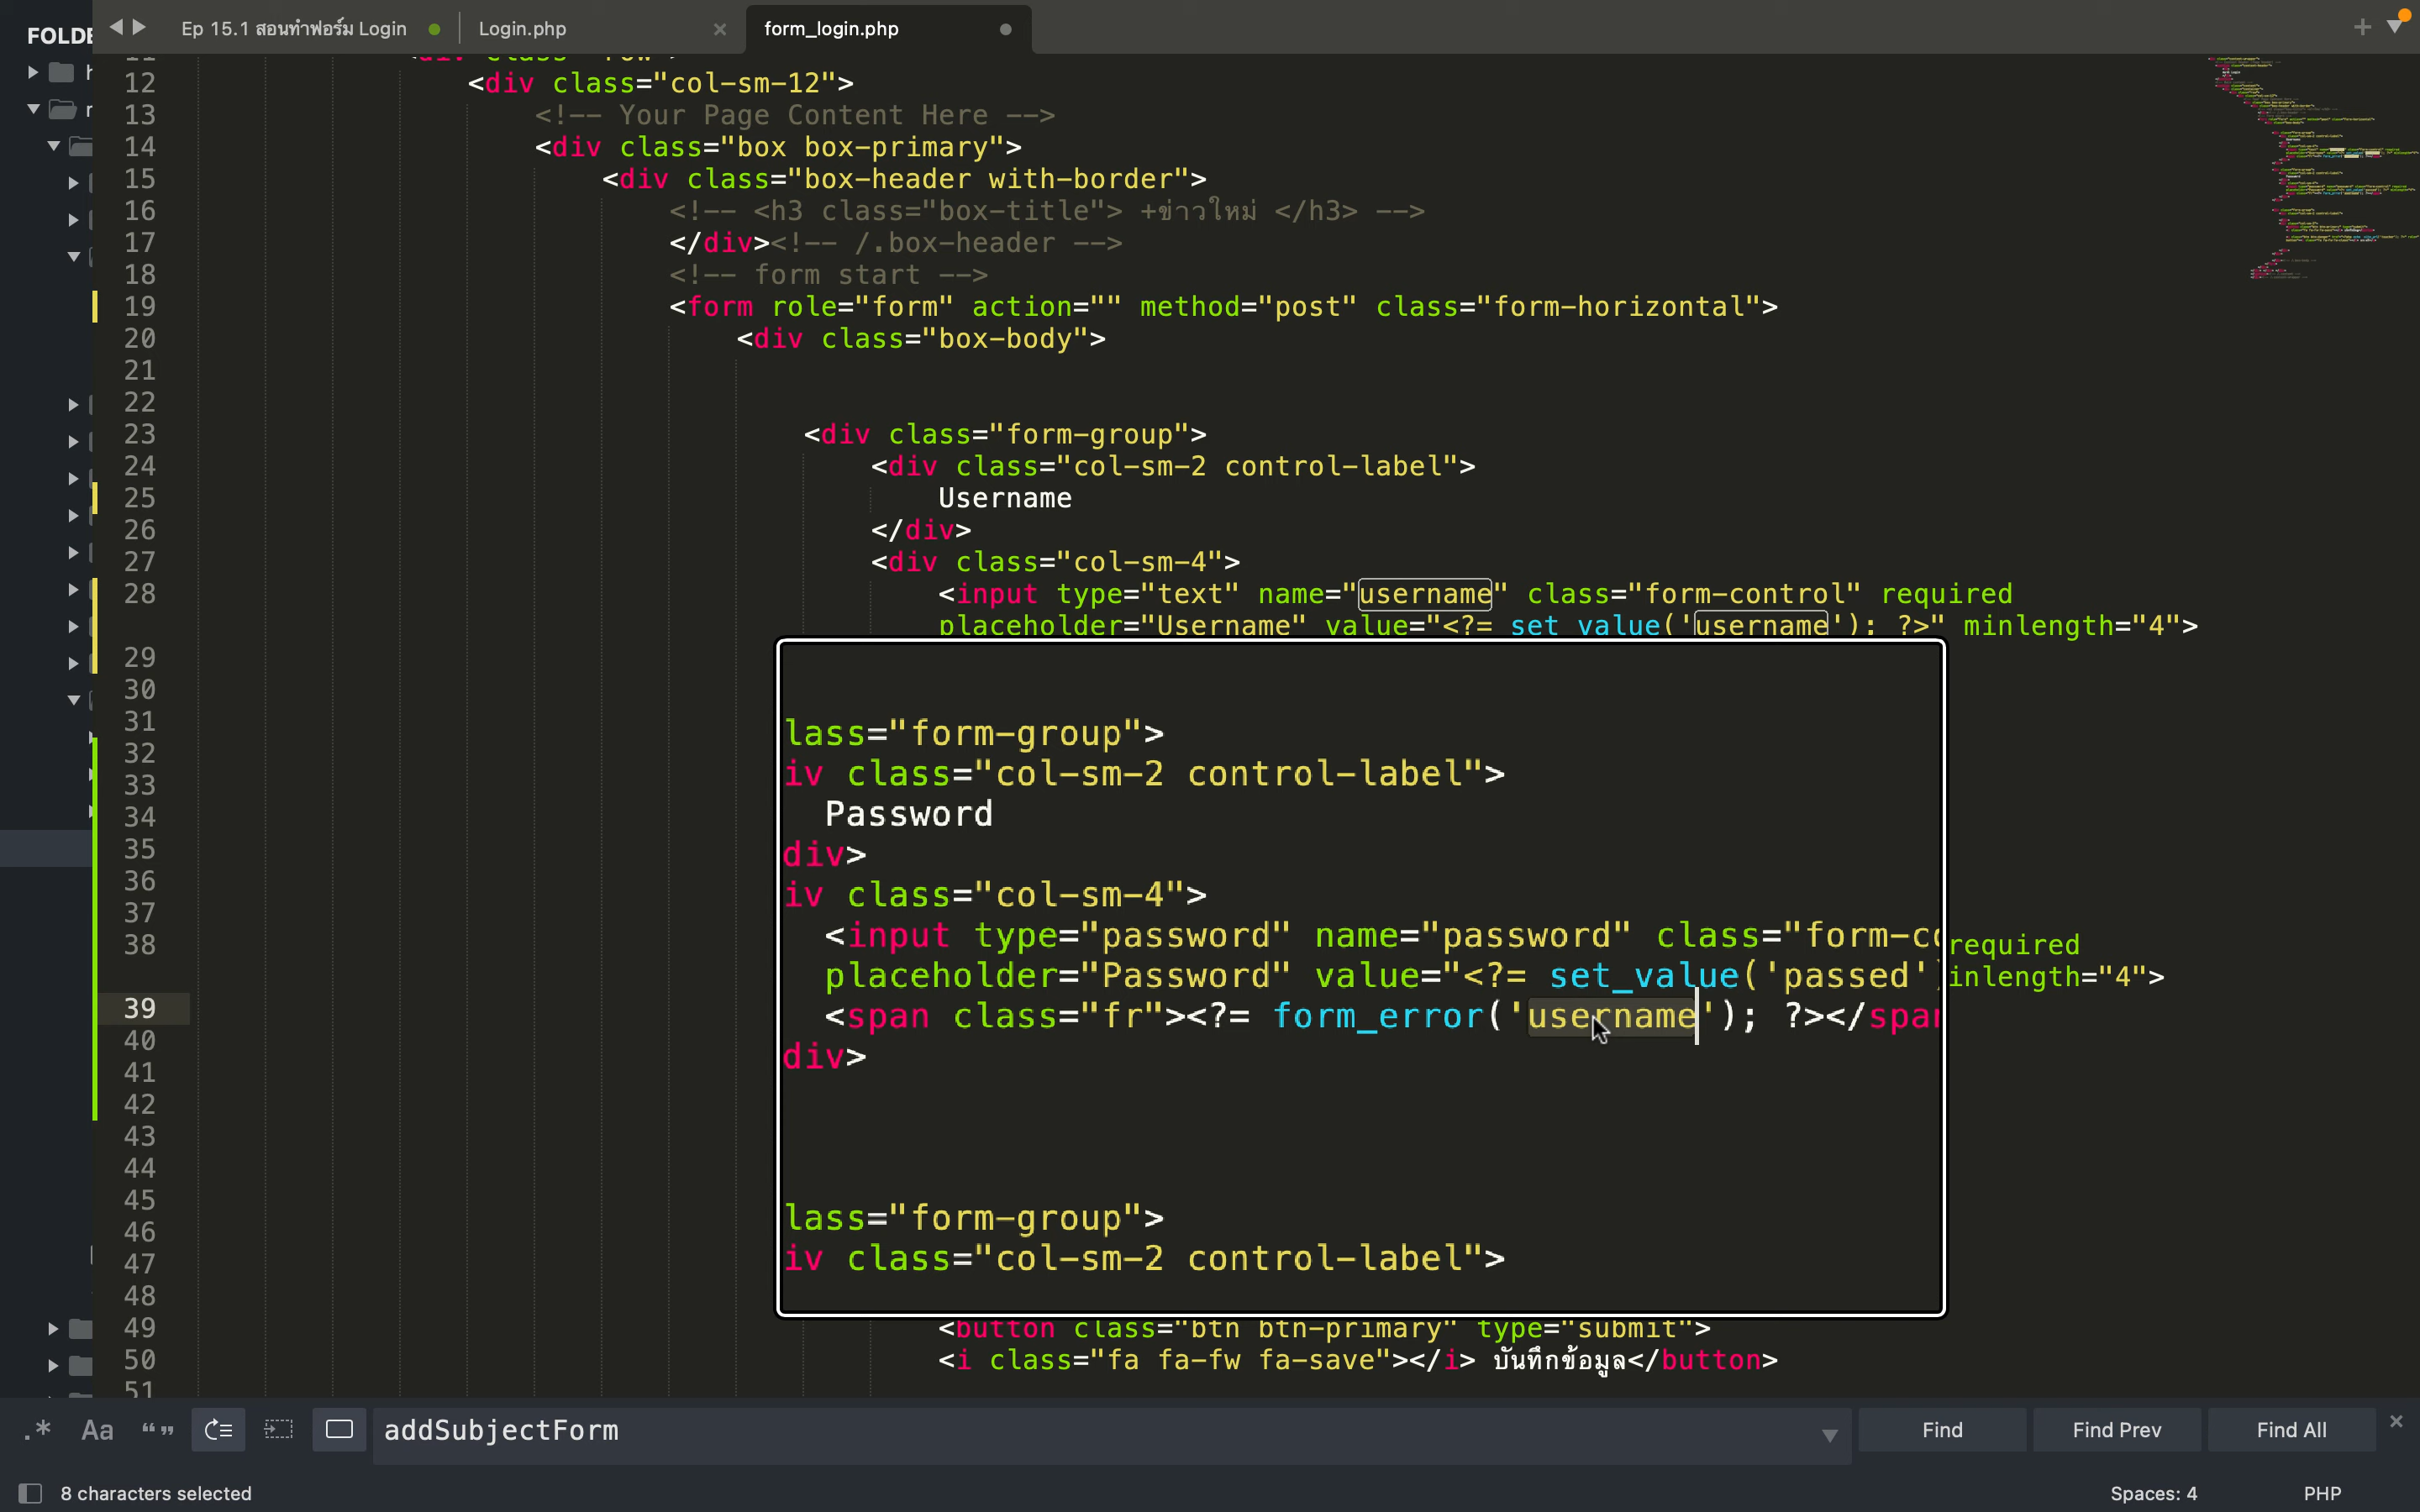 FOLDE
Ep 15.1 สอนทำฟอร์ม Login
Login.php
form_login.php
12 <div class="col-sm-12">
13 <!-- Your Page Content Here -->
14 <div class="box box-primary">
15 <div class="box-header with-border">
16 <!-- <h3 class="box-title"> +ข่าวใหม่ </h3> -->
17 </div><!-- /.box-header -->
18 <!-- form start -->
19 <form role="form" action="" method="post" class="form-horizontal">
20 <div class="box-body">
21
22
23 <div class="form-group">
24 <div class="col-sm-2 control-label">
25 Username
26 </div>
27 <div class="col-sm-4">
28 <input type="text" name="username" class="form-control" required
placeholder="Username" value="<?= set_value('username'); ?>" minlength="4">
29
30
31
32
33
34
35
36
37
38
39
40
41
42
43
44
45
46
47
48
lass="form-group">
iv class="col-sm-2 control-label">
Password
div>
iv class="col-sm-4">
<input type="password" name="password" class="form-co
required
placeholder="Password" value="<?= set_value('passed')
inlength="4">
<span class="fr"><?= form_error('username'); ?></span
div>
lass="form-group">
iv class="col-sm-2 control-label">
49 <button class="btn btn-primary" type="submit">
50 <i class="fa fa-fw fa-save"></i> บันทึกข้อมูล</button>
51
.* Aa “” addSubjectForm Find Find Prev Find All
8 characters selected Spaces: 4 PHP